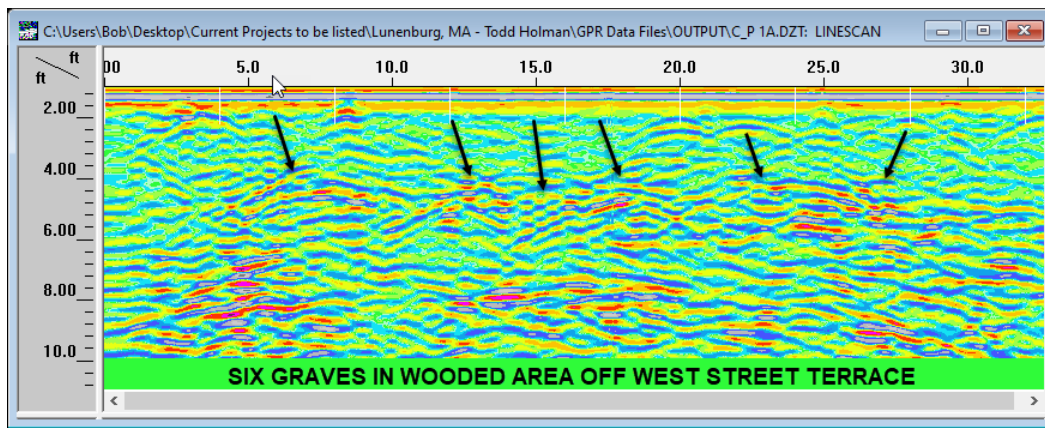 C:\Users\Bob\Desktop\Current Projects to be listed\Lunenburg, MA - Todd Holman\GPR Data Files\OUTPUT\C_P 1A.DZT: LINESCAN
ft
ft
00 5.0 10.0 15.0 20.0 25.0 30.0
2.00
4.00
6.00
8.00
10.0
SIX GRAVES IN WOODED AREA OFF WEST STREET TERRACE